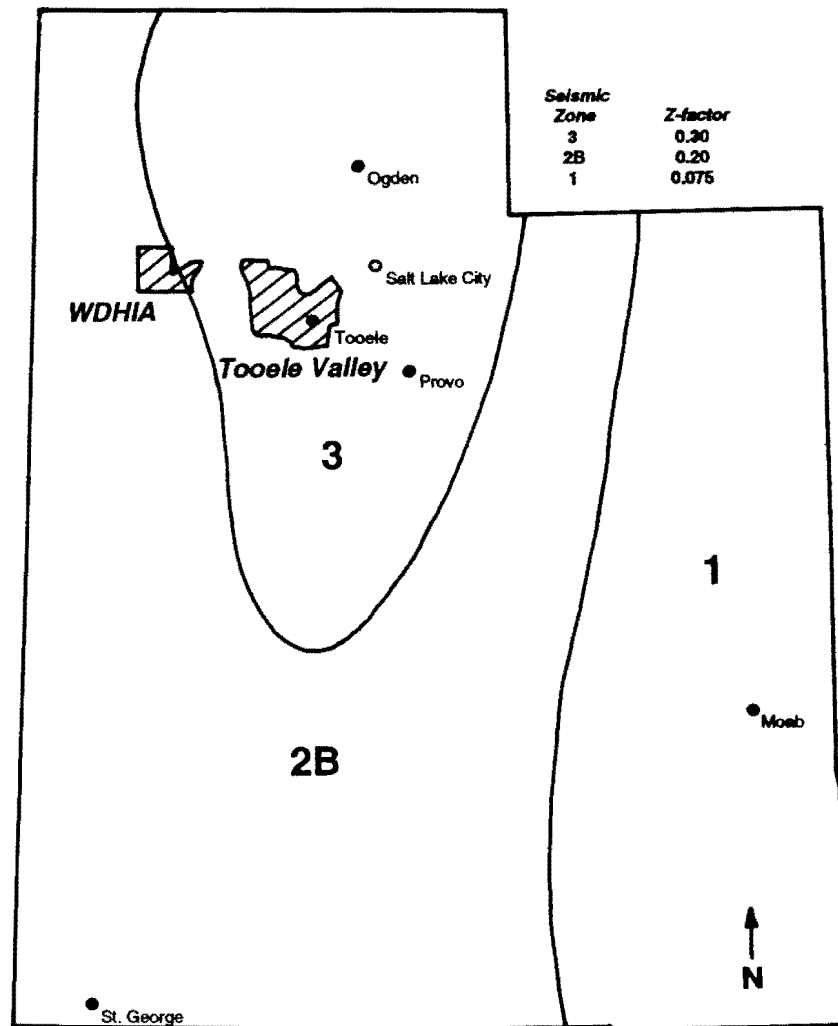 Seismic Zone Z-factor
3 0.30
2B 0.20
1 0.075
Ogden
Salt Lake City
WDHIA
Tooele
Tooele Valley
Provo
3
1
Moab
2B
N
St. George